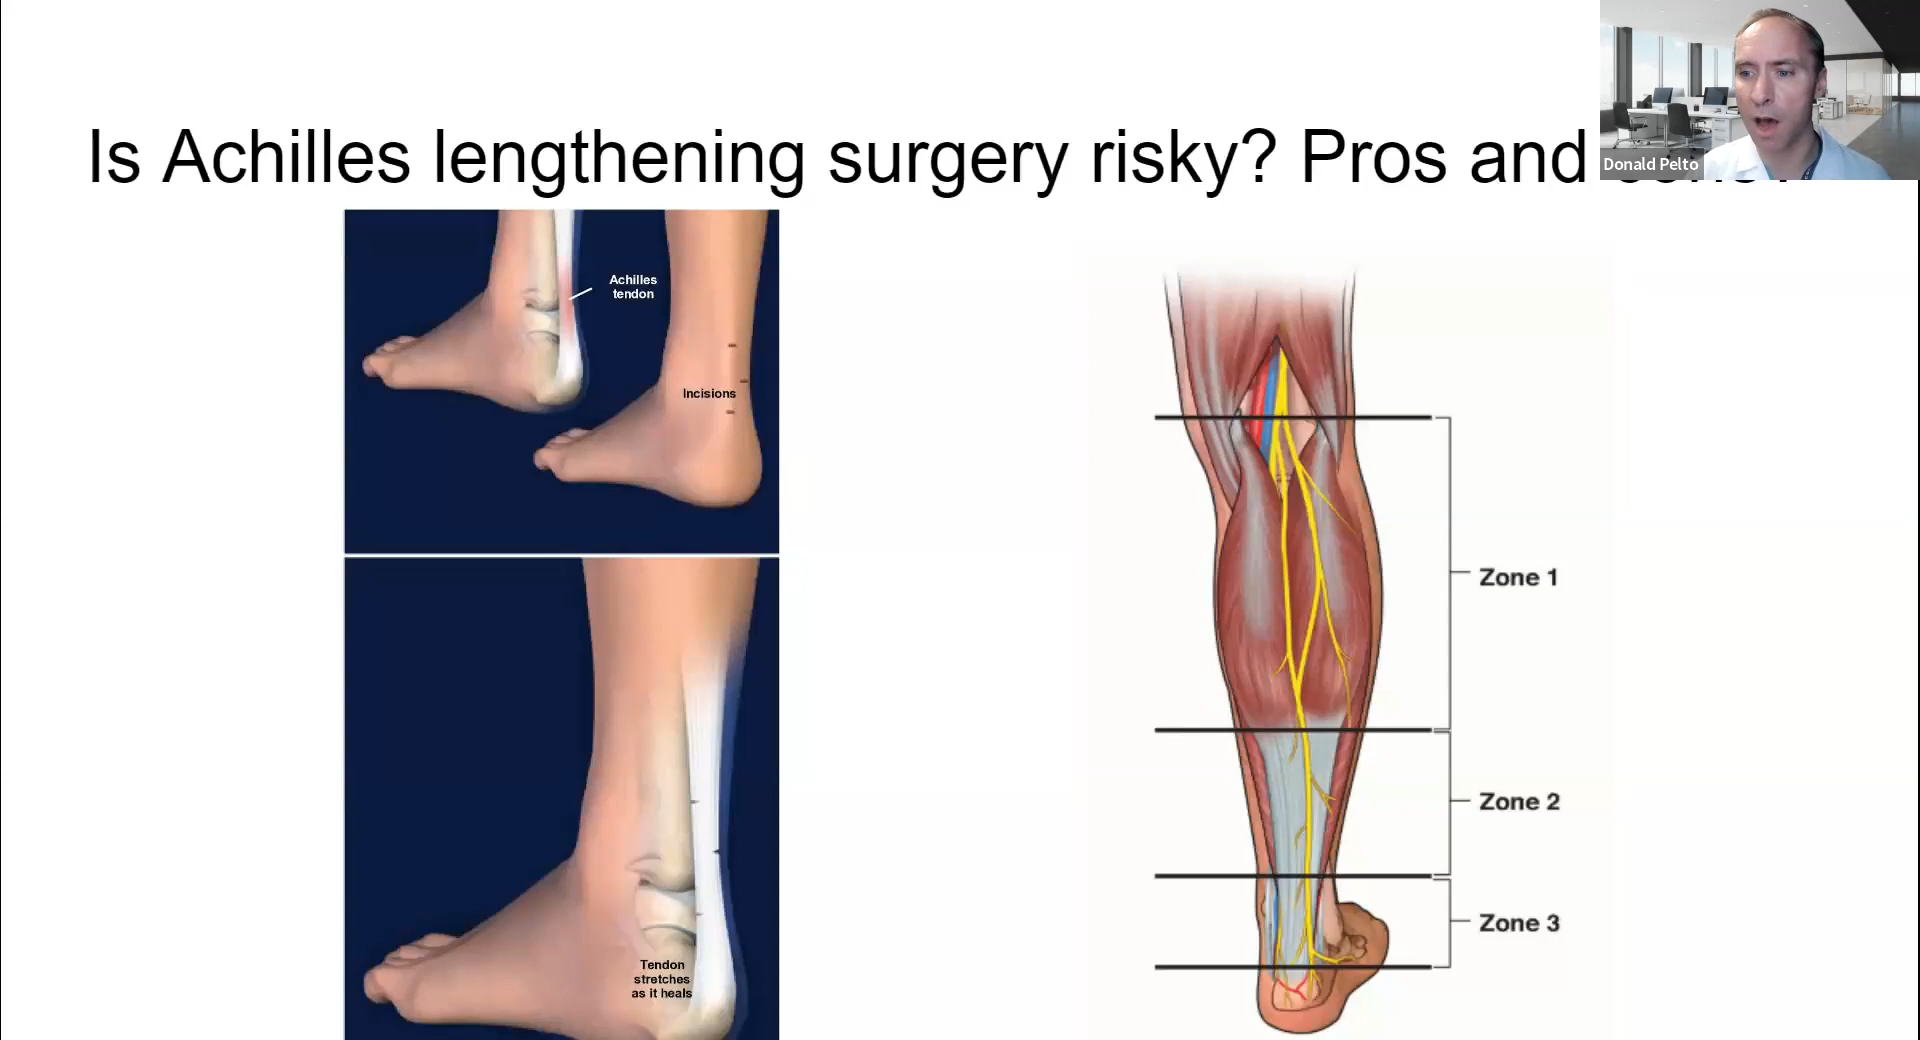 Is Achilles lengthening surgery risky? Pros and
Donald Pelto
Achilles
tendon
Incisions
Tendon
stretches
as it heals
Zone 1
Zone 2
Zone 3